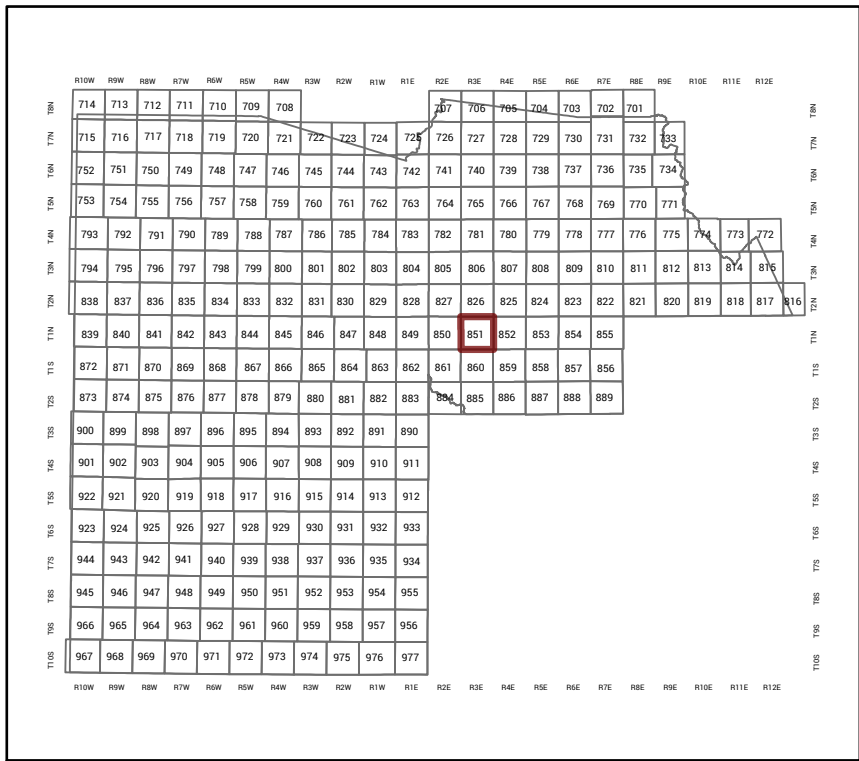 R10W R9W R8W R7W R6W R5W R4W R3W R2W R1W R1E R2E R3E R4E R5E R6E R7E R8E R9E R10E R11E R12E
T8N 714 713 712 711 710 709 708 707 706 705 704 703 702 701 T8N
T7N 715 716 717 718 719 720 721 722 723 724 725 726 727 728 729 730 731 732 733 T7N
T6N 752 751 750 749 748 747 746 745 744 743 742 741 740 739 738 737 736 735 734 T6N
T5N 753 754 755 756 757 758 759 760 761 762 763 764 765 766 767 768 769 770 771 T5N
T4N 793 792 791 790 789 788 787 786 785 784 783 782 781 780 779 778 777 776 775 774 773 772 T4N
T3N 794 795 796 797 798 799 800 801 802 803 804 805 806 807 808 809 810 811 812 813 814 815 T3N
T2N 838 837 836 835 834 833 832 831 830 829 828 827 826 825 824 823 822 821 820 819 818 817 816 T2N
T1N 839 840 841 842 843 844 845 846 847 848 849 850 851 852 853 854 855 T1N
T1S 872 871 870 869 868 867 866 865 864 863 862 861 860 859 858 857 856 T1S
T2S 873 874 875 876 877 878 879 880 881 882 883 884 885 886 887 888 889 T2S
T3S 900 899 898 897 896 895 894 893 892 891 890 T3S
T4S 901 902 903 904 905 906 907 908 909 910 911 T4S
T5S 922 921 920 919 918 917 916 915 914 913 912 T5S
T6S 923 924 925 926 927 928 929 930 931 932 933 T6S
T7S 944 943 942 941 940 939 938 937 936 935 934 T7S
T8S 945 946 947 948 949 950 951 952 953 954 955 T8S
T9S 966 965 964 963 962 961 960 959 958 957 956 T9S
T10S 967 968 969 970 971 972 973 974 975 976 977 T10S
R10W R9W R8W R7W R6W R5W R4W R3W R2W R1W R1E R2E R3E R4E R5E R6E R7E R8E R9E R10E R11E R12E